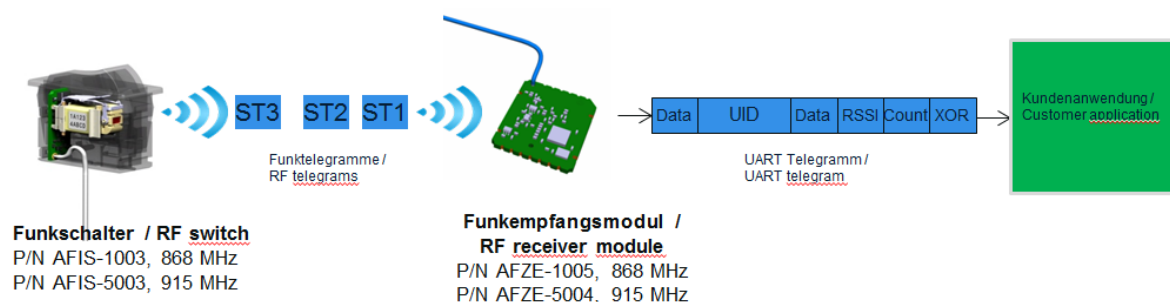 ST3 ST2 ST1
Funktelegramme /
RF telegrams
Data UID Data RSSI Count XOR
UART Telegramm /
UART telegram
Kundenanwendung /
Customer application
Funkschalter / RF switch
P/N AFIS-1003, 868 MHz
P/N AFIS-5003, 915 MHz
Funkempfangsmodul /
RF receiver module
P/N AFZE-1005, 868 MHz
P/N AFZE-5004. 915 MHz